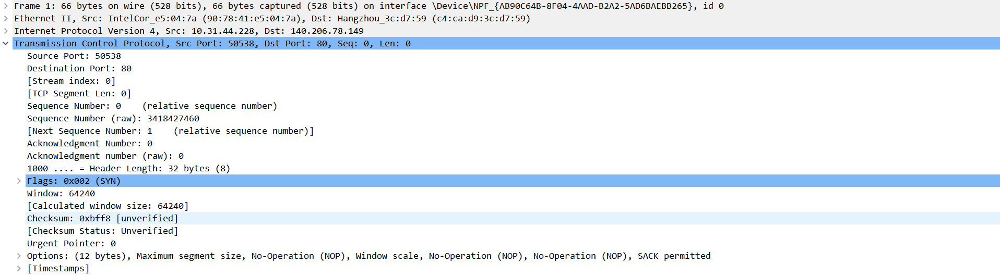 Frame 1: 66 bytes on wire (528 bits), 66 bytes captured (528 bits) on interface \Device\NPF_{AB90C64B-8F04-4AAD-B2A2-5AD6BAEBB265}, id 0
Ethernet II, Src: IntelCor_e5:04:7a (90:78:41:e5:04:7a), Dst: Hangzhou_3c:d7:59 (c4:ca:d9:3c:d7:59)
Internet Protocol Version 4, Src: 10.31.44.228, Dst: 140.206.78.149
Transmission Control Protocol, Src Port: 50538, Dst Port: 80, Seq: 0, Len: 0
Source Port: 50538
Destination Port: 80
[Stream index: 0]
[TCP Segment Len: 0]
Sequence Number: 0    (relative sequence number)
Sequence Number (raw): 3418427460
[Next Sequence Number: 1    (relative sequence number)]
Acknowledgment Number: 0
Acknowledgment number (raw): 0
1000 .... = Header Length: 32 bytes (8)
Flags: 0x002 (SYN)
Window: 64240
[Calculated window size: 64240]
Checksum: 0xbff8 [unverified]
[Checksum Status: Unverified]
Urgent Pointer: 0
Options: (12 bytes), Maximum segment size, No-Operation (NOP), Window scale, No-Operation (NOP), No-Operation (NOP), SACK permitted
[Timestamps]